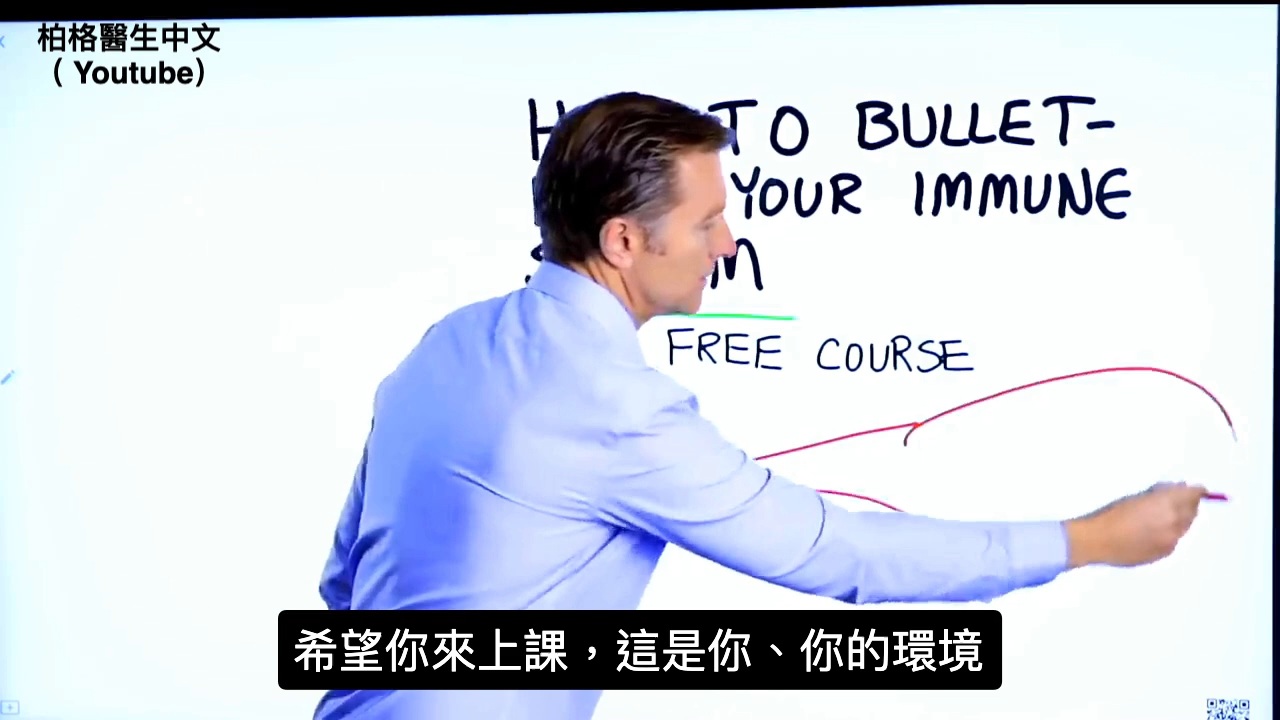 柏格醫生中文
（ Youtube）
TO BULLET-
YOUR IMMUNE
FREE COURSE
希望你來上課，這是你、你的環境